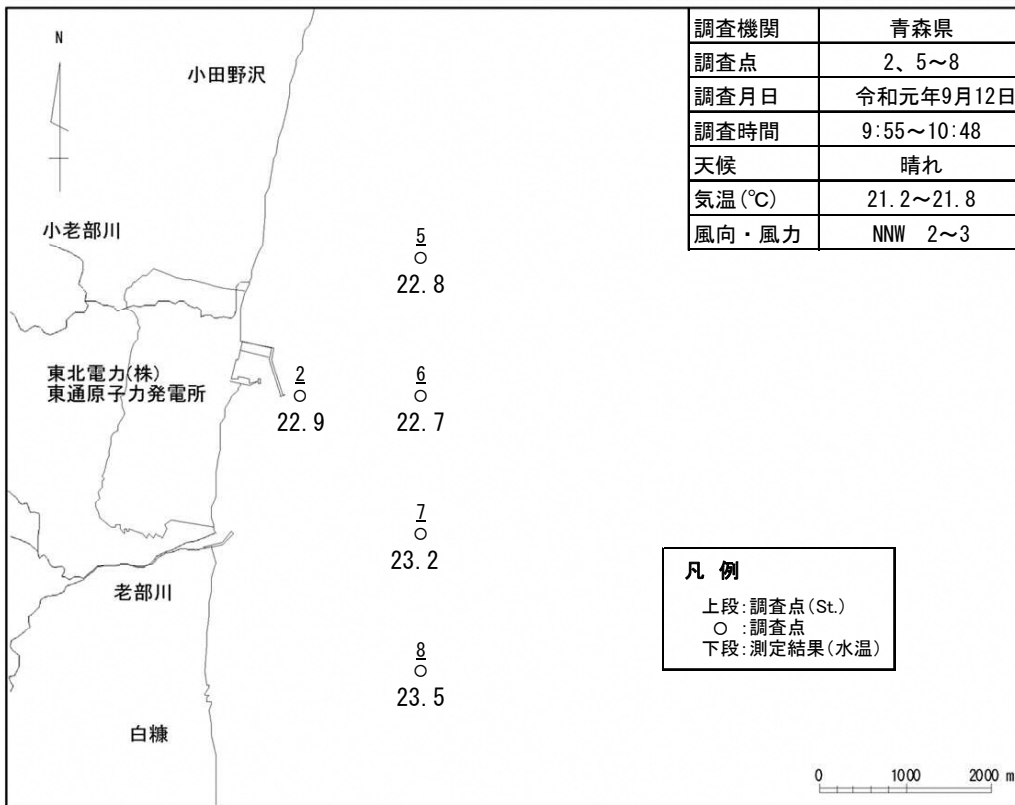 調査機関 青森県
調査点 2、5～8
調査月日 令和元年9月12日
調査時間 9:55～10:48
天候 晴れ
気温(℃) 21.2～21.8
風向・風力 NNW 2～3
N
小田野沢
小老部川
5
22.8
東北電力(株)
東通原子力発電所
2
22.9
6
22.7
7
23.2
老部川
8
23.5
白糠
凡 例
上段:調査点(St.)
○ :調査点
下段:測定結果(水温)
0 1000 2000 m